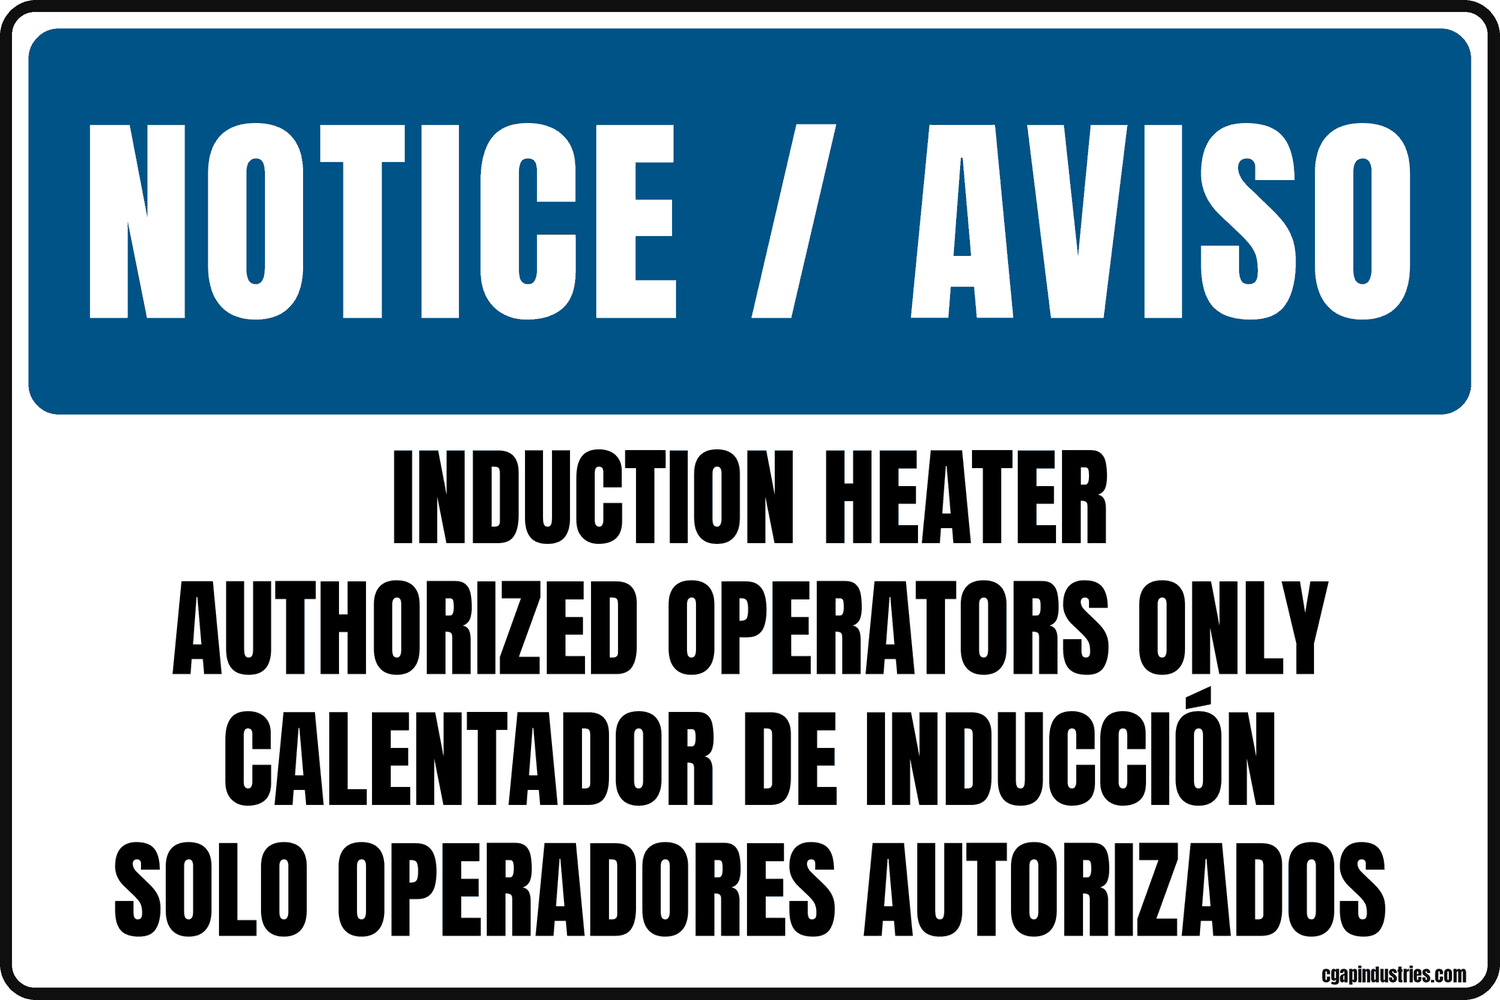 NOTICE / AVISO
INDUCTION HEATER
AUTHORIZED OPERATORS ONLY
CALENTADOR DE INDUCCIÓN
SOLO OPERADORES AUTORIZADOS
cgapindustries.com